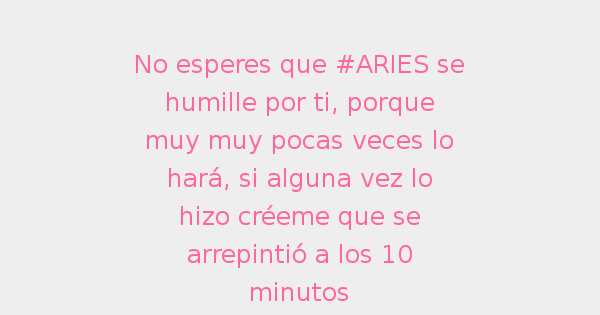 No esperes que #ARIES se
humille por ti, porque
muy muy pocas veces lo
hará, si alguna vez lo
hizo créeme que se
arrepintió a los 10
minutos